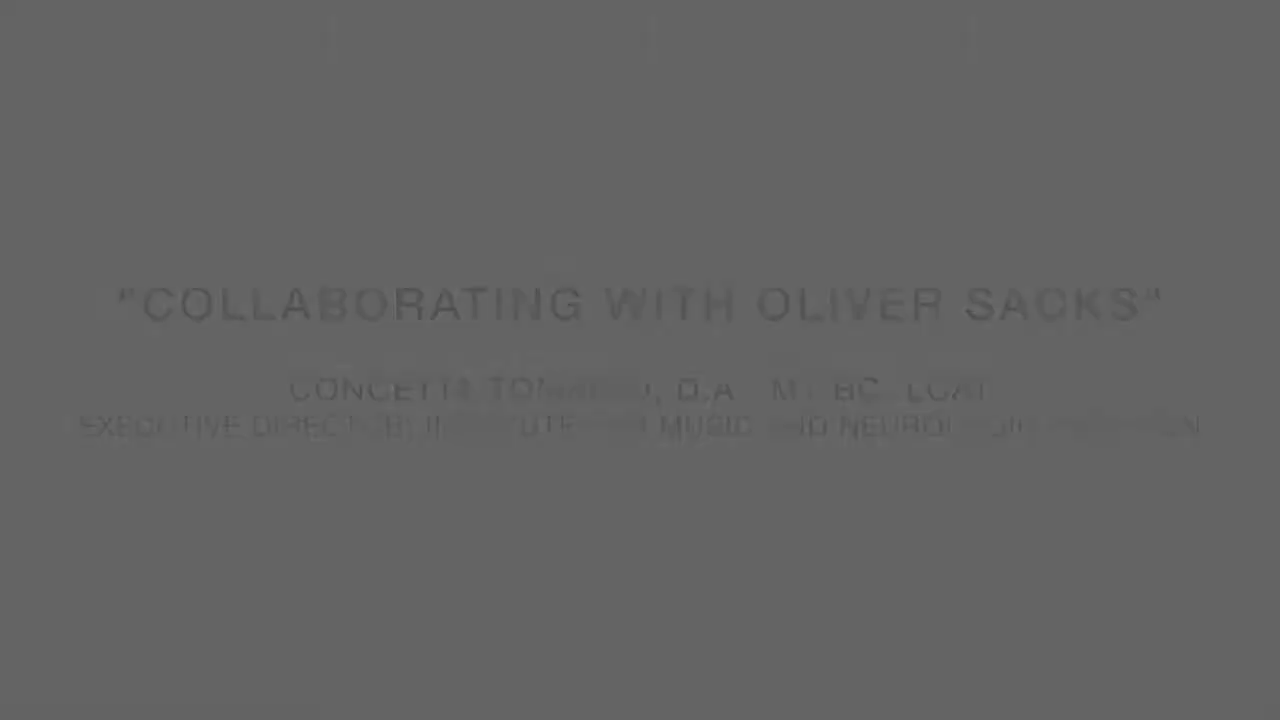 "COLLABORATING WITH OLIVER SACKS"
CONCETTA TOMAINO, D.A., MT-BC, LCAT
EXECUTIVE DIRECTOR, INSTITUTE FOR MUSIC AND NEUROLOGIC FUNCTION